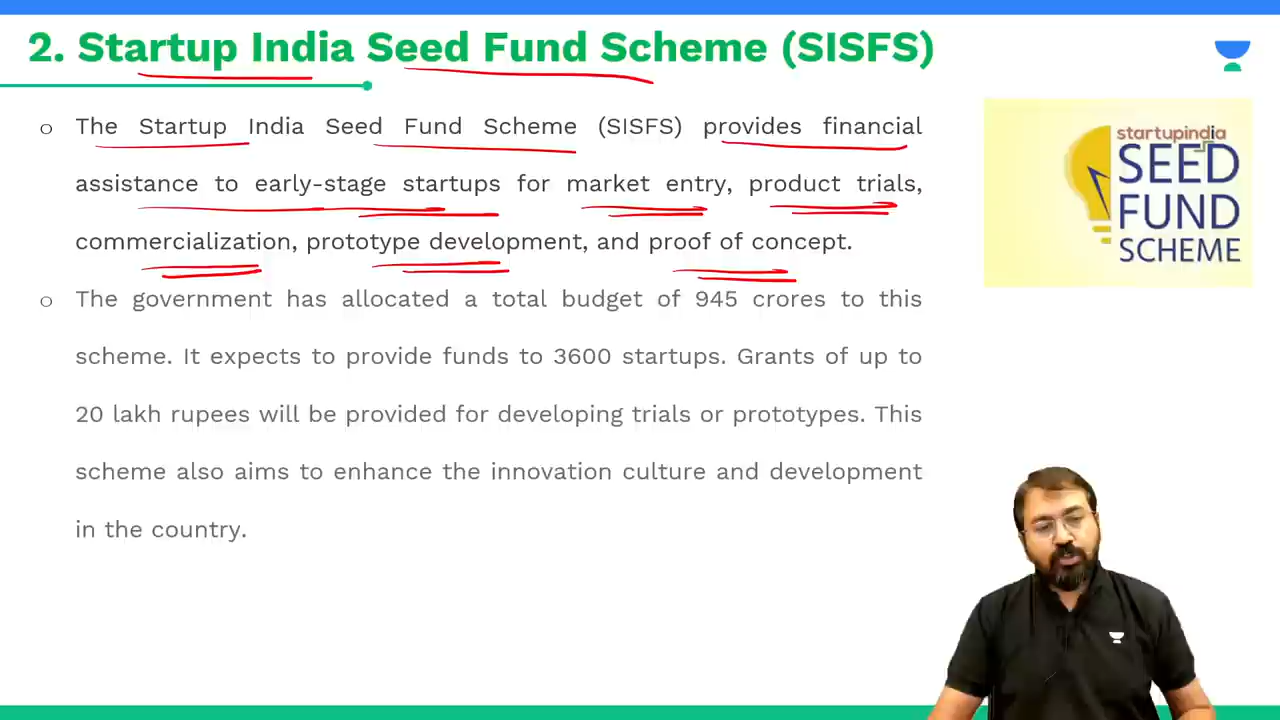 2. Startup India Seed Fund Scheme (SISFS)
o The Startup India Seed Fund Scheme (SISFS) provides financial
assistance to early-stage startups for market entry, product trials,
commercialization, prototype development, and proof of concept.
o The government has allocated a total budget of 945 crores to this
scheme. It expects to provide funds to 3600 startups. Grants of up to
20 lakh rupees will be provided for developing trials or prototypes. This
scheme also aims to enhance the innovation culture and development
in the country.
startupindia
SEED
FUND
SCHEME